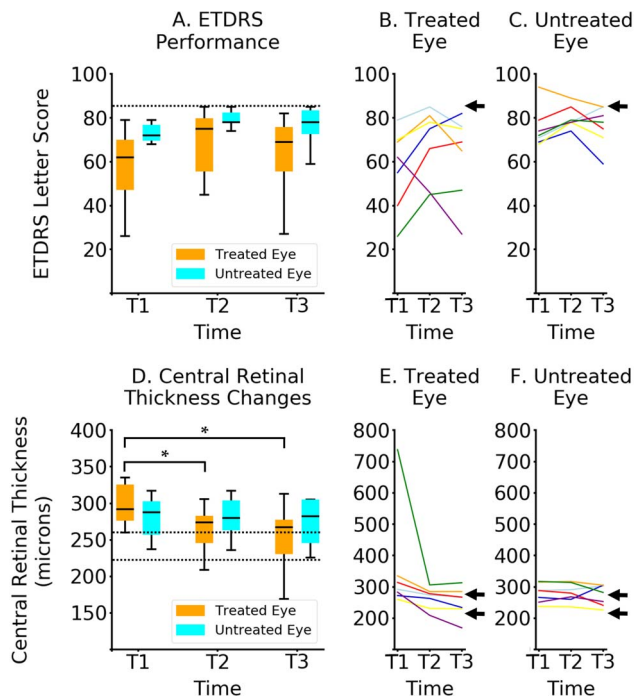 A. ETDRS
Performance
B. Treated
Eye
C. Untreated
Eye
ETDRS Letter Score
100
80
60
40
20
Treated Eye
Untreated Eye
T1
T2
T3
Time
100
80
60
40
20
T1
T2
T3
Time
100
80
60
40
20
T1
T2
T3
Time
D. Central Retinal
Thickness Changes
E. Treated
Eye
F. Untreated
Eye
Central Retinal Thickness
(microns)
400
350
300
250
200
150
*
*
Treated Eye
Untreated Eye
T1
T2
T3
Time
800
700
600
500
400
300
200
T1
T2
T3
Time
800
700
600
500
400
300
200
T1
T2
T3
Time